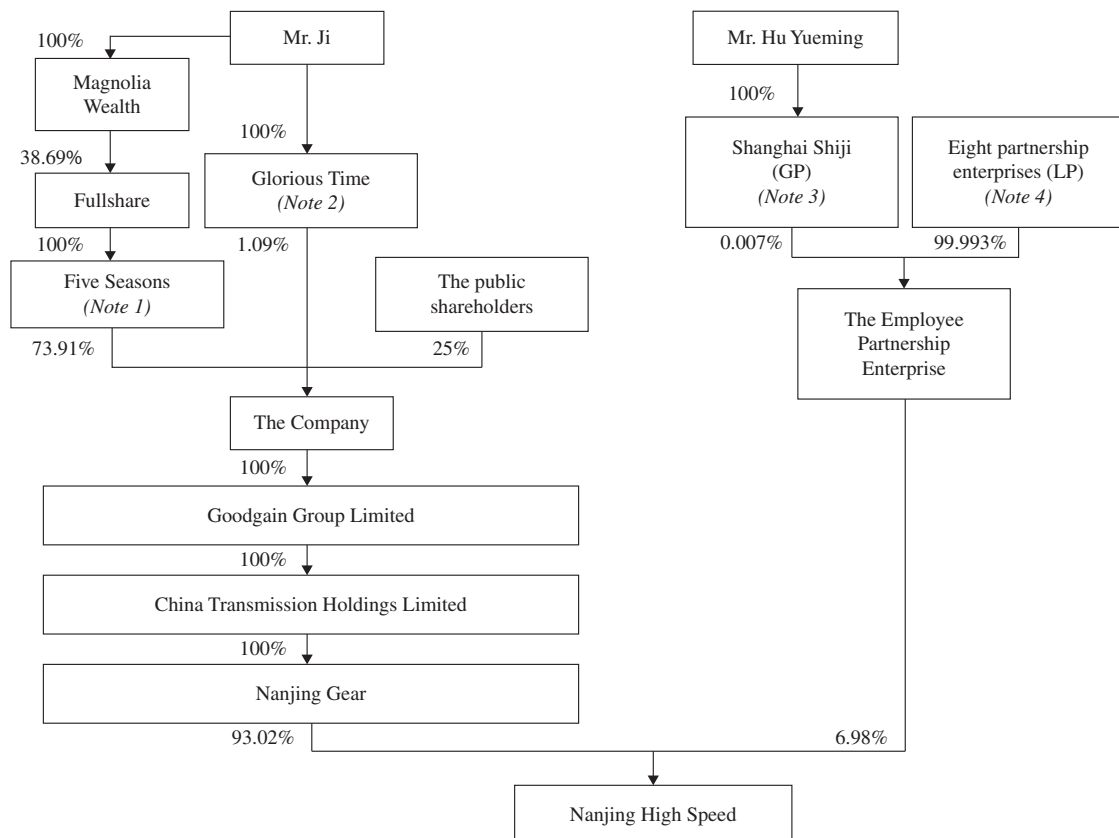 Mr. Ji
Mr. Hu Yueming
100%
Magnolia
Wealth
100%
100%
38.69%
Shanghai Shiji
(GP)
(Note 3)
Eight partnership
enterprises (LP)
(Note 4)
Glorious Time
(Note 2)
Fullshare
100%
1.09%
0.007%
99.993%
Five Seasons
(Note 1)
The public
shareholders
The Employee
Partnership
Enterprise
73.91%
25%
The Company
100%
Goodgain Group Limited
100%
China Transmission Holdings Limited
100%
Nanjing Gear
93.02%
6.98%
Nanjing High Speed